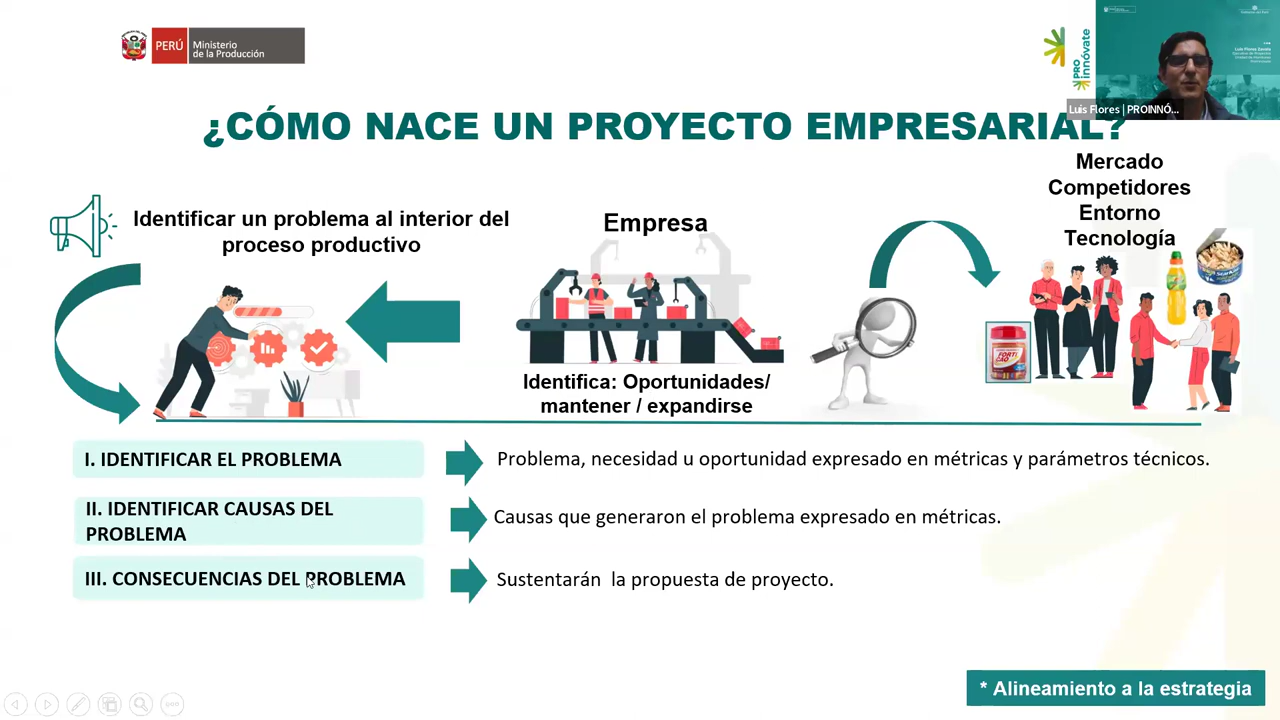 PERÚ
Ministerio
de la Producción
PRO
innóvate
Luis Flores | PROINNÓ...
¿CÓMO NACE UN PROYECTO EMPRESARIAL?
Mercado
Competidores
Entorno
Tecnología
Identificar un problema al interior del
proceso productivo
Empresa
FORTI
CAO
Identifica: Oportunidades/
mantener / expandirse
I. IDENTIFICAR EL PROBLEMA
Problema, necesidad u oportunidad expresado en métricas y parámetros técnicos.
II. IDENTIFICAR CAUSAS DEL
PROBLEMA
Causas que generaron el problema expresado en métricas.
III. CONSECUENCIAS DEL PROBLEMA
Sustentarán la propuesta de proyecto.
* Alineamiento a la estrategia